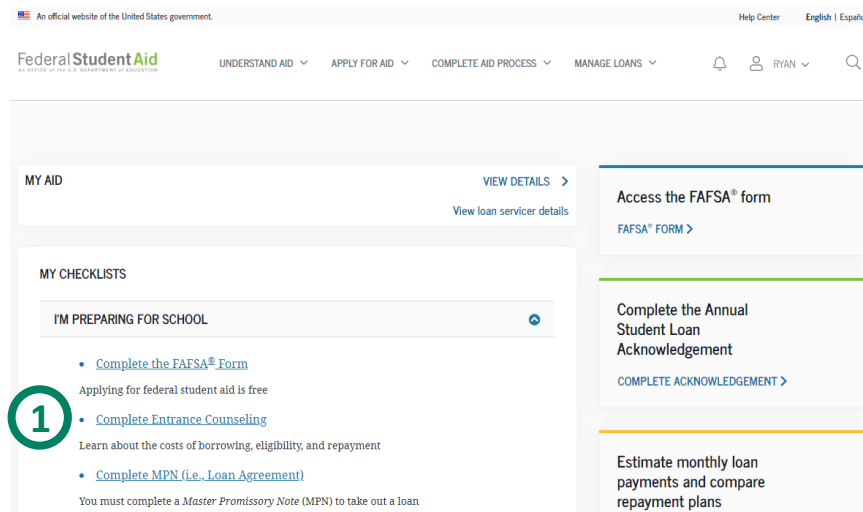 An official website of the United States government.
Help Center
English | Españo
Federal Student Aid
An OFFICE of the U.S. DEPARTMENT of EDUCATION
UNDERSTAND AID
APPLY FOR AID
COMPLETE AID PROCESS
MANAGE LOANS
RYAN
MY AID
VIEW DETAILS
View loan servicer details
Access the FAFSA® form
FAFSA® FORM
MY CHECKLISTS
I'M PREPARING FOR SCHOOL
Complete the FAFSA® Form
Applying for federal student aid is free
1
Complete Entrance Counseling
Learn about the costs of borrowing, eligibility, and repayment
Complete MPN (i.e., Loan Agreement)
You must complete a Master Promissory Note (MPN) to take out a loan
Complete the Annual
Student Loan
Acknowledgement
COMPLETE ACKNOWLEDGEMENT
Estimate monthly loan
payments and compare
repayment plans